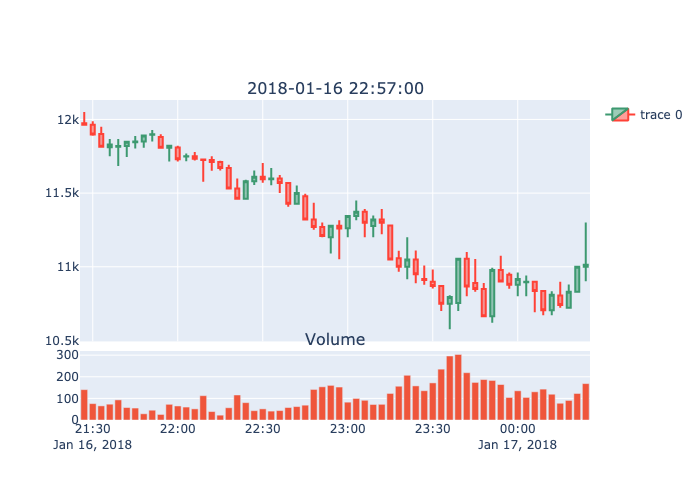 2018-01-16 22:57:00
12k
11.5k
11k
10.5k
trace 0
Volume
300
200
100
0
21:30 22:00 22:30 23:00 23:30 00:00
Jan 16, 2018 Jan 17, 2018